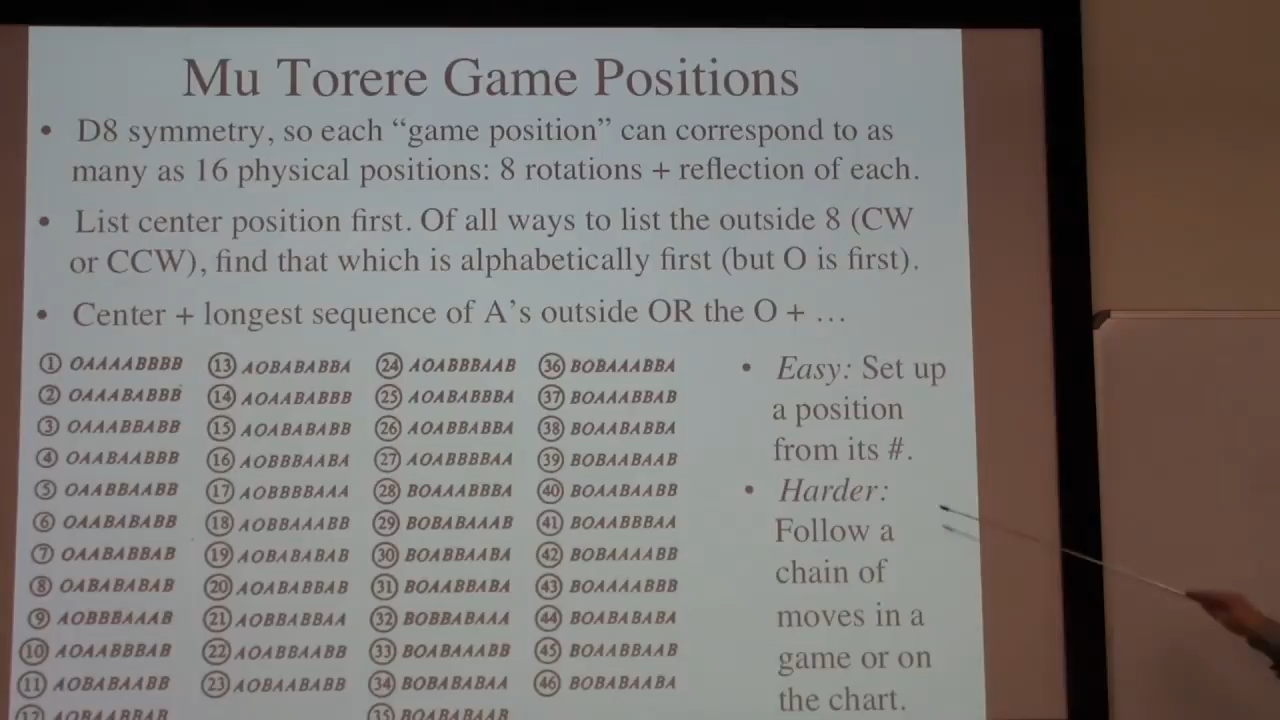 Mu Torere Game Positions
• D8 symmetry, so each “game position” can correspond to as
many as 16 physical positions: 8 rotations + reflection of each.
• List center position first. Of all ways to list the outside 8 (CW
or CCW), find that which is alphabetically first (but O is first).
• Center + longest sequence of A's outside OR the O + …
① OAAAABBBB
② OAAABABBB
③ OAAABBABB
④ OAABAABBB
⑤ OAABBAABB
⑥ OAABABABB
⑦ OAABABBAB
⑧ OABABABAB
⑨ AOBBBAAAB
⑩ AOAABBBAB
⑪ AOBABAABB
⑫ AOBAABBAB
⑬ AOBABABBA
⑭ AOAABABBB
⑮ AOABABABB
⑯ AOBBBAABA
⑰ AOBBBBAAA
⑱ AOBBAAABB
⑲ AOBABABAB
⑳ AOABABBAB
㉑ AOBBABBAA
㉒ AOABBAABB
㉓ AOBAABABB
㉔ AOABBBAAB
㉕ AOABABBBA
㉖ AOABBABBA
㉗ AOABBBBAA
㉘ BOAAABBBA
㉙ BOBABAAAB
㉚ BOABBAABA
㉛ BOAABBABA
㉜ BOBBABAAA
㉝ BOABAAABB
㉞ BOBABABAA
㉟ BOABABAAB
㊱ BOBAAABBA
㊲ BOAAABBAB
㊳ BOAABABBA
㊴ BOBAABAAB
㊵ BOAABAABB
㊶ BOAABBBAA
㊷ BOBAAAABB
㊸ BOAAAABBB
㊹ BOABABABA
㊺ BOAABBAAB
㊻ BOBABAABA
• Easy: Set up
a position
from its #.
• Harder:
Follow a
chain of
moves in a
game or on
the chart.